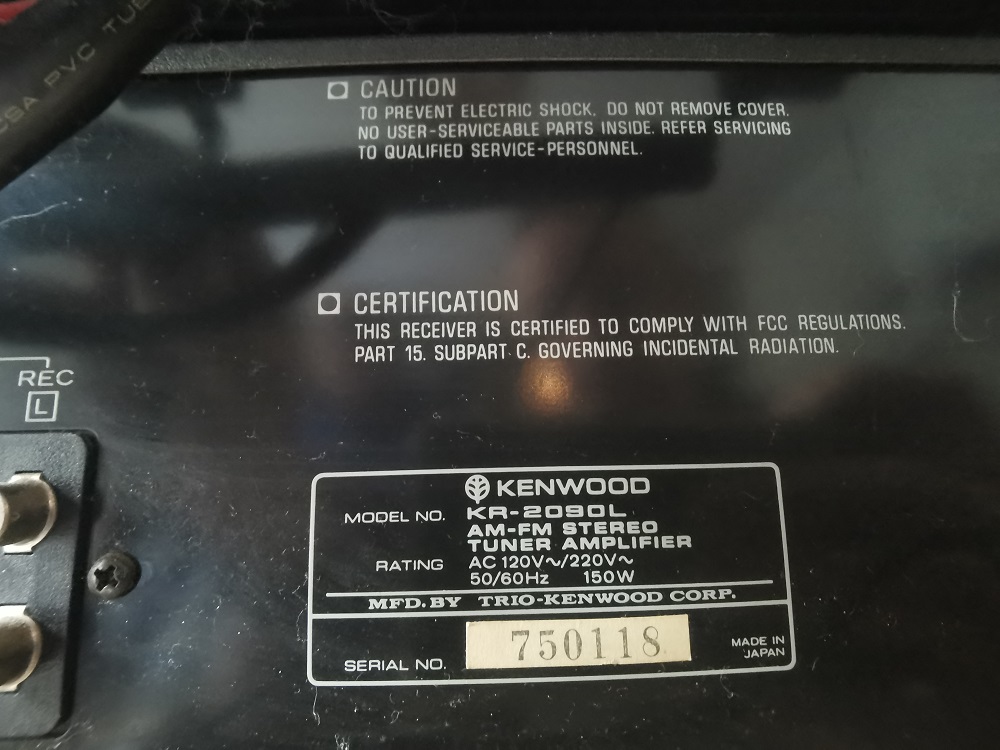 CSA PVC TUB
CAUTION
TO PREVENT ELECTRIC SHOCK. DO NOT REMOVE COVER.
NO USER-SERVICEABLE PARTS INSIDE. REFER SERVICING
TO QUALIFIED SERVICE-PERSONNEL.
CERTIFICATION
THIS RECEIVER IS CERTIFIED TO COMPLY WITH FCC REGULATIONS.
PART 15. SUBPART C. GOVERNING INCIDENTAL RADIATION.
REC
L
KENWOOD
MODEL NO. KR-2090L
AM-FM STEREO
TUNER AMPLIFIER
RATING AC 120V~/220V~
50/60Hz 150W
MFD. BY TRIO-KENWOOD CORP.
SERIAL NO. 750118 MADE IN
JAPAN